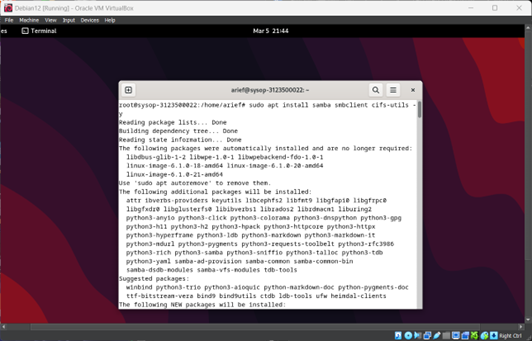 Debian12 [Running] - Oracle VM VirtualBox
File Machine View Input Devices Help
es Terminal Mar 5 21:44
arief@sysop-3123500022: ~
root@sysop-3123500022:/home/arief# sudo apt install samba smbclient cifs-utils -
y
Reading package lists... Done
Building dependency tree... Done
Reading state information... Done
The following packages were automatically installed and are no longer required:
libdbus-glib-1-2 libwpe-1.0-1 libwpebackend-fdo-1.0-1
linux-image-6.1.0-18-amd64 linux-image-6.1.0-20-amd64
linux-image-6.1.0-21-amd64
Use 'sudo apt autoremove' to remove them.
The following additional packages will be installed:
attr ibverbs-providers keyutils libcephfs2 libfmt9 libgfapi0 libgfrpc0
libgfxdr0 libglusterfs0 libibverbs1 librados2 librdmacm1 liburing2
python3-anyio python3-click python3-colorama python3-dnspython python3-gpg
python3-h11 python3-h2 python3-hpack python3-httpcore python3-httpx
python3-hyperframe python3-ldb python3-markdown python3-markdown-it
python3-mdurl python3-pygments python3-requests-toolbelt python3-rfc3986
python3-rich python3-samba python3-sniffio python3-talloc python3-tdb
python3-yaml samba-ad-provision samba-common samba-common-bin
samba-dsdb-modules samba-vfs-modules tdb-tools
Suggested packages:
winbind python3-trio python3-aioquic python-markdown-doc python-pygments-doc
ttf-bitstream-vera bind9 bind9utils ctdb ldb-tools ufw heimdal-clients
The following NEW packages will be installed:
Right Ctrl